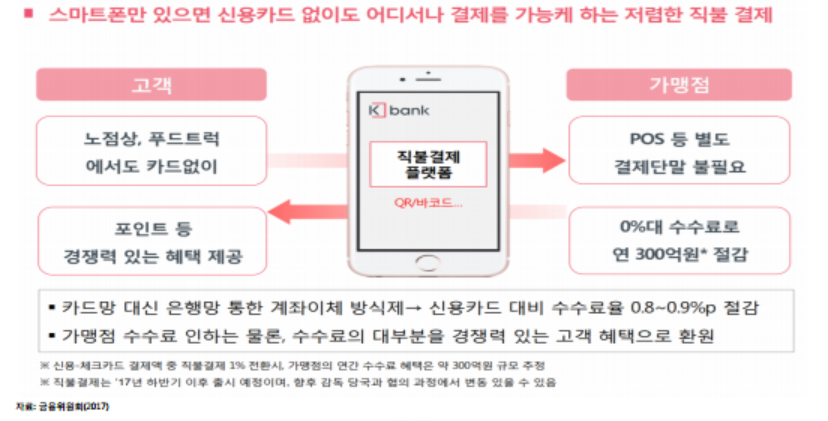 ■ 스마트폰만 있으면 신용카드 없이도 어디서나 결제를 가능케 하는 저렴한 직불 결제
고객
노점상, 푸드트럭
에서도 카드없이
포인트 등
경쟁력 있는 혜택 제공
K bank
직불결제
플랫폼
QR/바코드...
가맹점
POS 등 별도
결제단말 불필요
0%대 수수료로
연 300억원* 절감
▪ 카드망 대신 은행망 통한 계좌이체 방식제→ 신용카드 대비 수수료율 0.8~0.9%p 절감
▪ 가맹점 수수료 인하는 물론, 수수료의 대부분을 경쟁력 있는 고객 혜택으로 환원
※ 신용-체크카드 결제액 중 직불결제 1% 전환시, 가맹점의 연간 수수료 혜택은 약 300억원 규모 추정
※ 직불결제는 '17년 하반기 이후 출시 예정이며, 향후 감독 당국과 협의 과정에서 변동 있을 수 있음
자료: 금융위원회(2017)